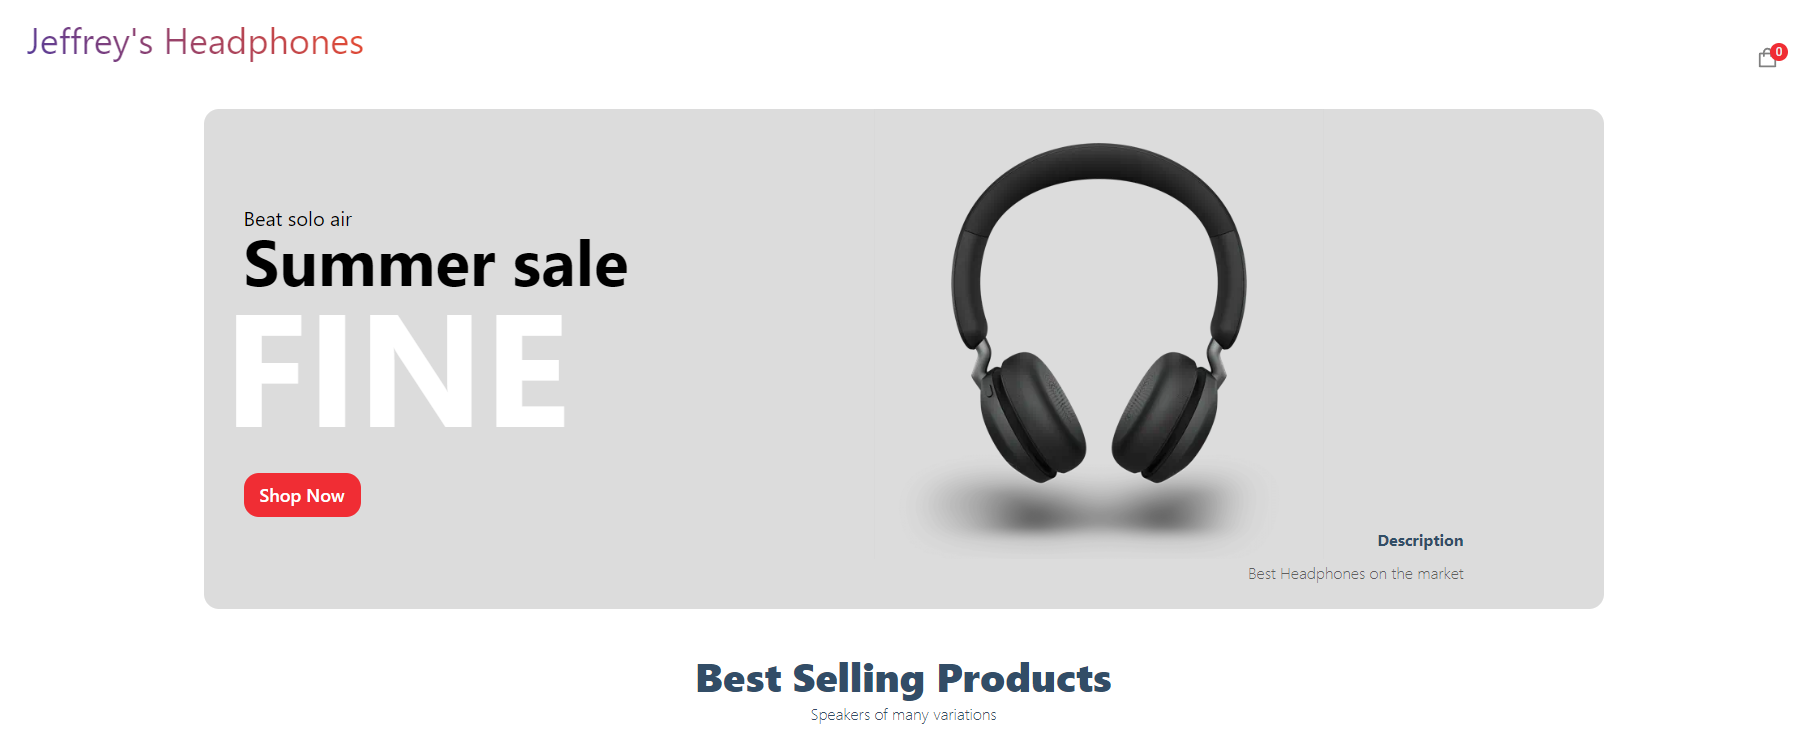 Jeffrey's Headphones
0
Beat solo air
Summer sale
FINE
Shop Now
Description
Best Headphones on the market
Best Selling Products
Speakers of many variations